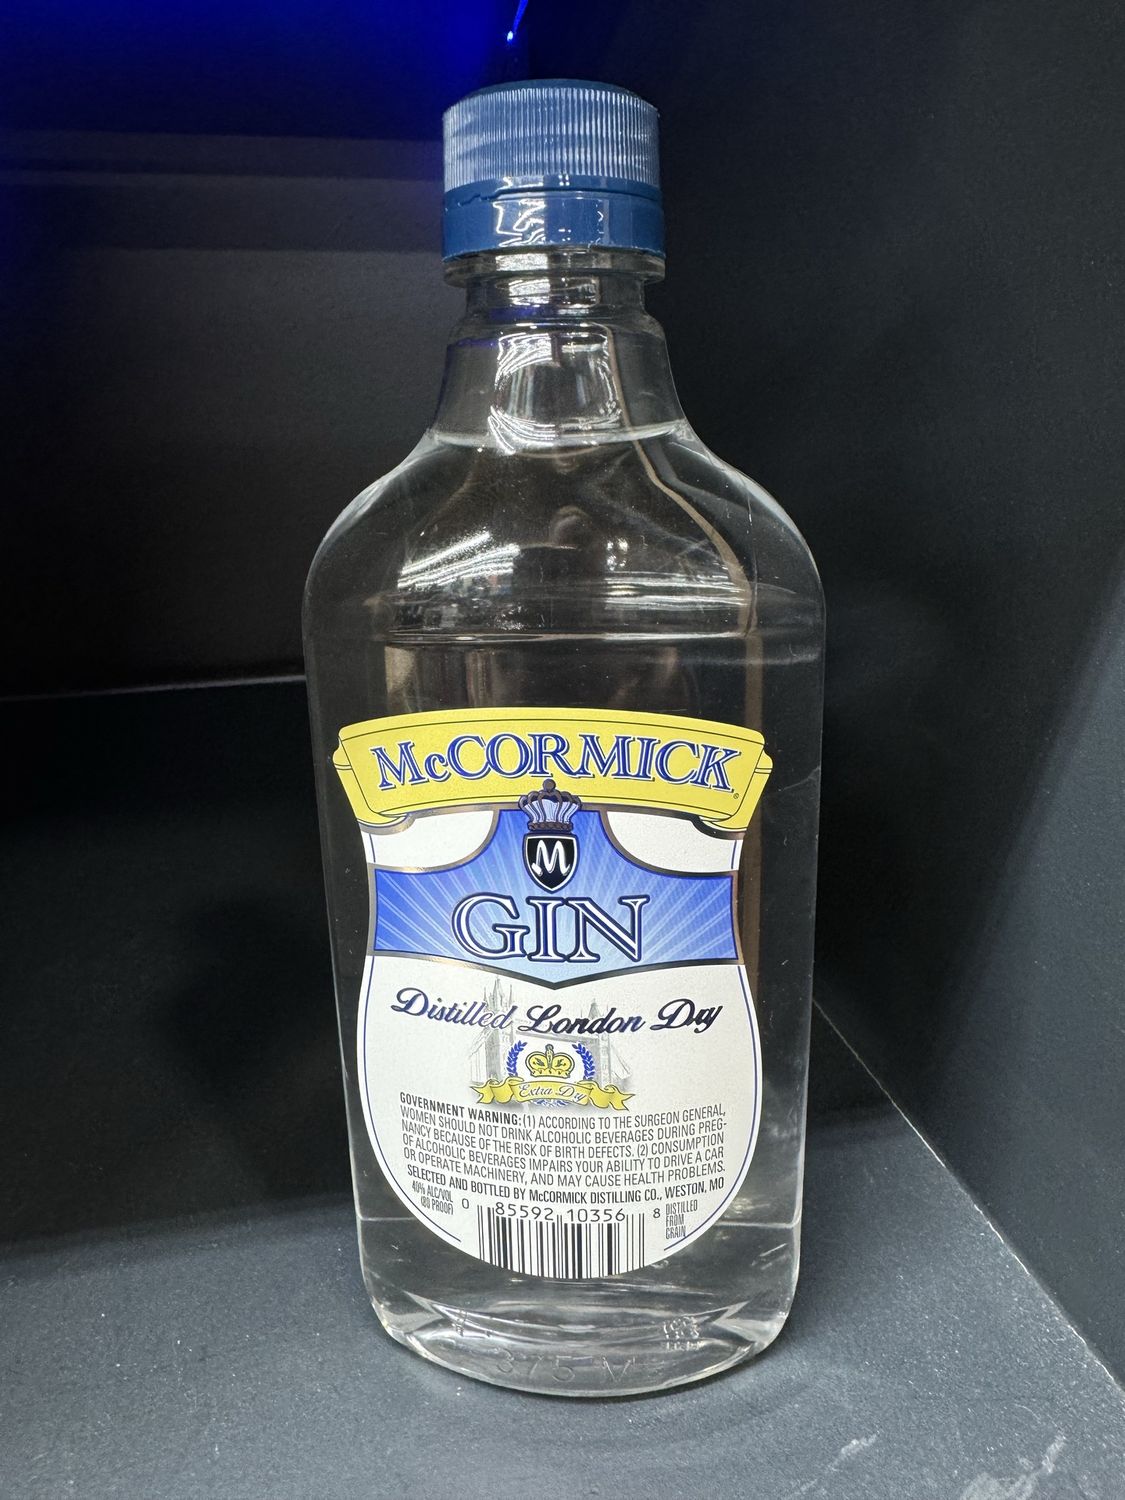 McCORMICK®
M
GIN
Distilled London Dry
Extra Dry
GOVERNMENT WARNING: (1) ACCORDING TO THE SURGEON GENERAL,
WOMEN SHOULD NOT DRINK ALCOHOLIC BEVERAGES DURING PREG-
NANCY BECAUSE OF THE RISK OF BIRTH DEFECTS. (2) CONSUMPTION
OF ALCOHOLIC BEVERAGES IMPAIRS YOUR ABILITY TO DRIVE A CAR
OR OPERATE MACHINERY, AND MAY CAUSE HEALTH PROBLEMS.
SELECTED AND BOTTLED BY McCORMICK DISTILLING CO., WESTON, MO
40% ALC/VOL
(80 PROOF)
0 85592 10356 8
DISTILLED
FROM
GRAIN
375 M